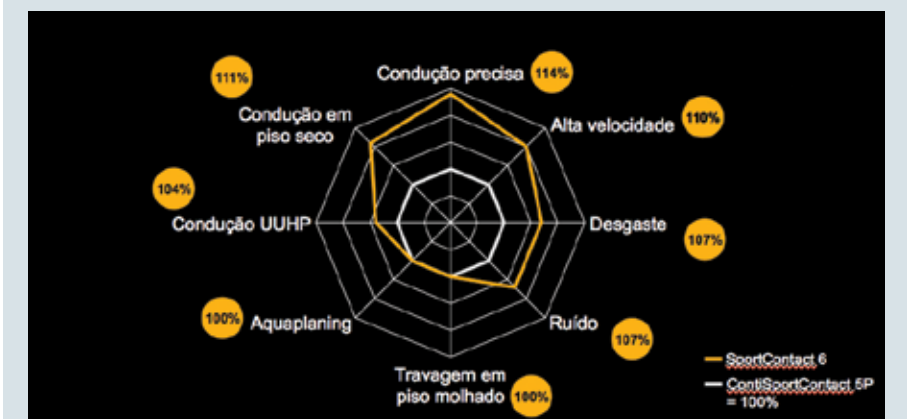 Condução precisa
114%
Alta velocidade
110%
Desgaste
107%
Ruído
107%
Travagem em
piso molhado
100%
Aquaplaning
100%
Condução UUHP
104%
Condução em
piso seco
111%
SportContact 6
ContiSportContact 5P
= 100%